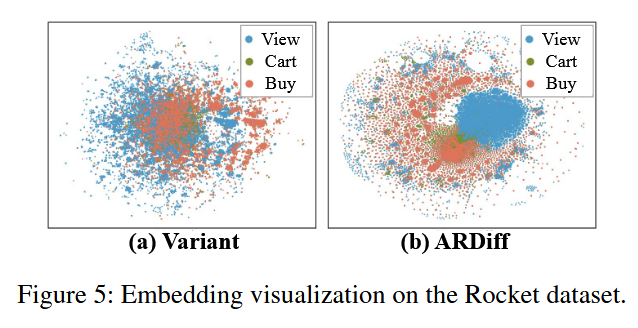 View
Cart
Buy
View
Cart
Buy
(a) Variant
(b) ARDiff
Figure 5: Embedding visualization on the Rocket dataset.